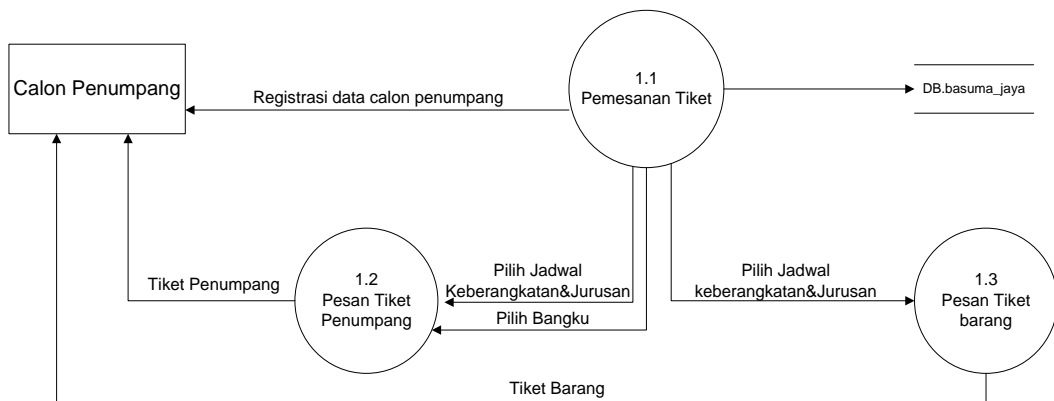 1.1
Pemesanan Tiket
Calon Penumpang
DB.basuma_jaya
Registrasi data calon penumpang
1.2
Pesan Tiket
Penumpang
Tiket Penumpang
Pilih Jadwal
Keberangkatan&Jurusan
Pilih Bangku
Pilih Jadwal
keberangkatan&Jurusan
1.3
Pesan Tiket
barang
Tiket Barang